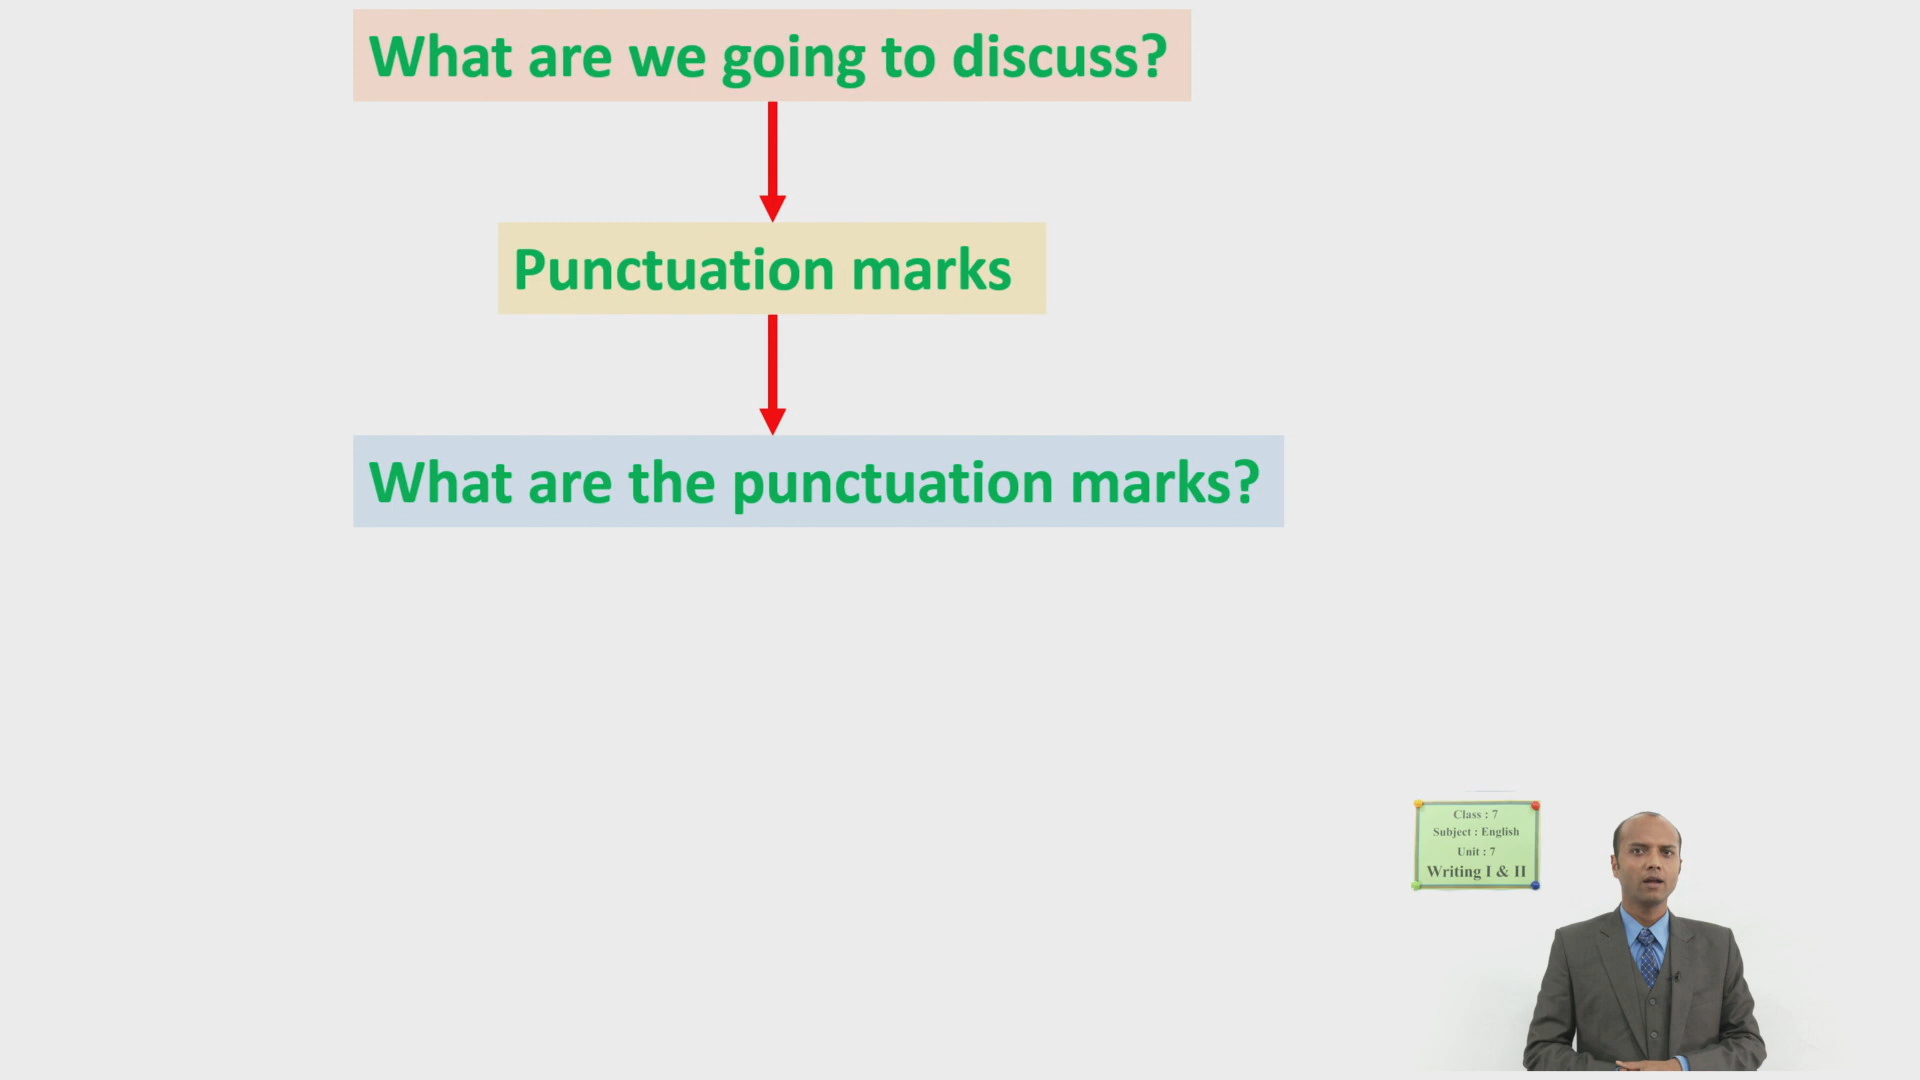 What are we going to discuss?
Punctuation marks
What are the punctuation marks?
Class : 7
Subject : English
Unit : 7
Writing I & II